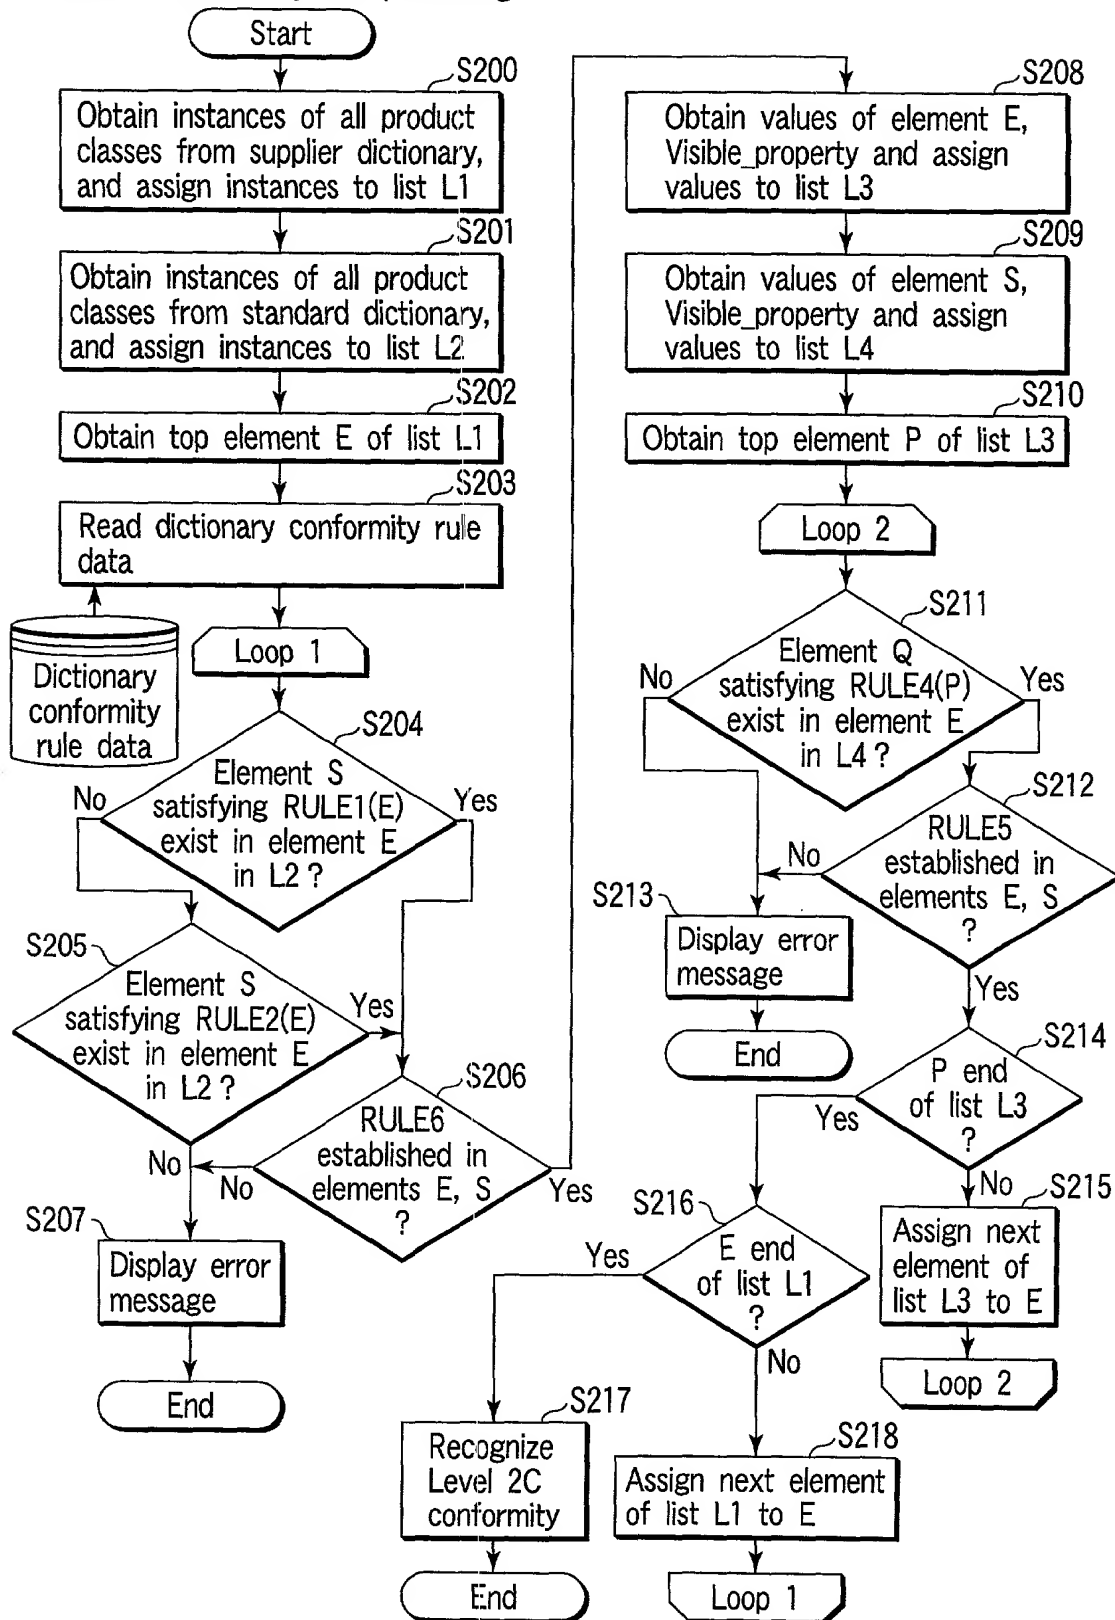 Start
S200
Obtain instances of all product
classes from supplier dictionary,
and assign instances to list L1
S201
Obtain instances of all product
classes from standard dictionary,
and assign instances to list L2
S202
Obtain top element E of list L1
S203
Read dictionary conformity rule
data
Dictionary
conformity
rule data
Loop 1
S204
Element S
satisfying RULE1(E)
exist in element E
in L2 ?
No
Yes
S205
Element S
satisfying RULE2(E)
exist in element E
in L2 ?
Yes
No
S206
RULE6
established in
elements E, S
?
No
Yes
S207
Display error
message
End
S208
Obtain values of element E,
Visible_property and assign
values to list L3
S209
Obtain values of element S,
Visible_property and assign
values to list L4
S210
Obtain top element P of list L3
Loop 2
S211
Element Q
satisfying RULE4(P)
exist in element E
in L4 ?
No
Yes
S212
RULE5
established in
elements E, S
?
No
Yes
S213
Display error
message
End
S214
P end
of list L3
?
Yes
No
S215
Assign next
element of
list L3 to E
Loop 2
S216
E end
of list L1
?
Yes
No
S217
Recognize
Level 2C
conformity
End
S218
Assign next element
of list L1 to E
Loop 1